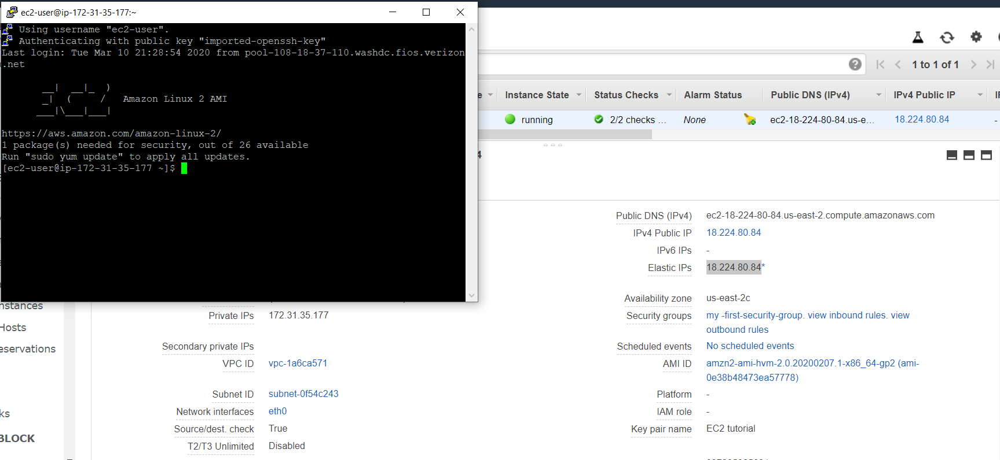 ec2-user@ip-172-31-35-177:~
Using username "ec2-user".
Authenticating with public key "imported-openssh-key"
Last login: Tue Mar 10 21:28:54 2020 from pool-108-18-37-110.washdc.fios.verizon
.net
__|  __|_  )
_|  (     /   Amazon Linux 2 AMI
___|\___|___|
https://aws.amazon.com/amazon-linux-2/
1 package(s) needed for security, out of 26 available
Run "sudo yum update" to apply all updates.
[ec2-user@ip-172-31-35-177 ~]$
1 to 1 of 1
e Instance State Status Checks Alarm Status Public DNS (IPv4) IPv4 Public IP
running 2/2 checks ... None ec2-18-224-80-84.us-e... 18.224.80.84 -
4
Public DNS (IPv4) ec2-18-224-80-84.us-east-2.compute.amazonaws.com
IPv4 Public IP 18.224.80.84
IPv6 IPs -
Elastic IPs 18.224.80.84*
Availability zone us-east-2c
nstances
Private IPs 172.31.35.177
Security groups my -first-security-group. view inbound rules. view
outbound rules
Hosts
Secondary private IPs
Scheduled events No scheduled events
eservations
VPC ID vpc-1a6ca571
AMI ID amzn2-ami-hvm-2.0.20200207.1-x86_64-gp2 (ami-
0e38b48473ea57778)
Subnet ID subnet-0f54c243
Platform -
Network interfaces eth0
IAM role -
ks
Source/dest. check True
Key pair name EC2 tutorial
BLOCK
T2/T3 Unlimited Disabled